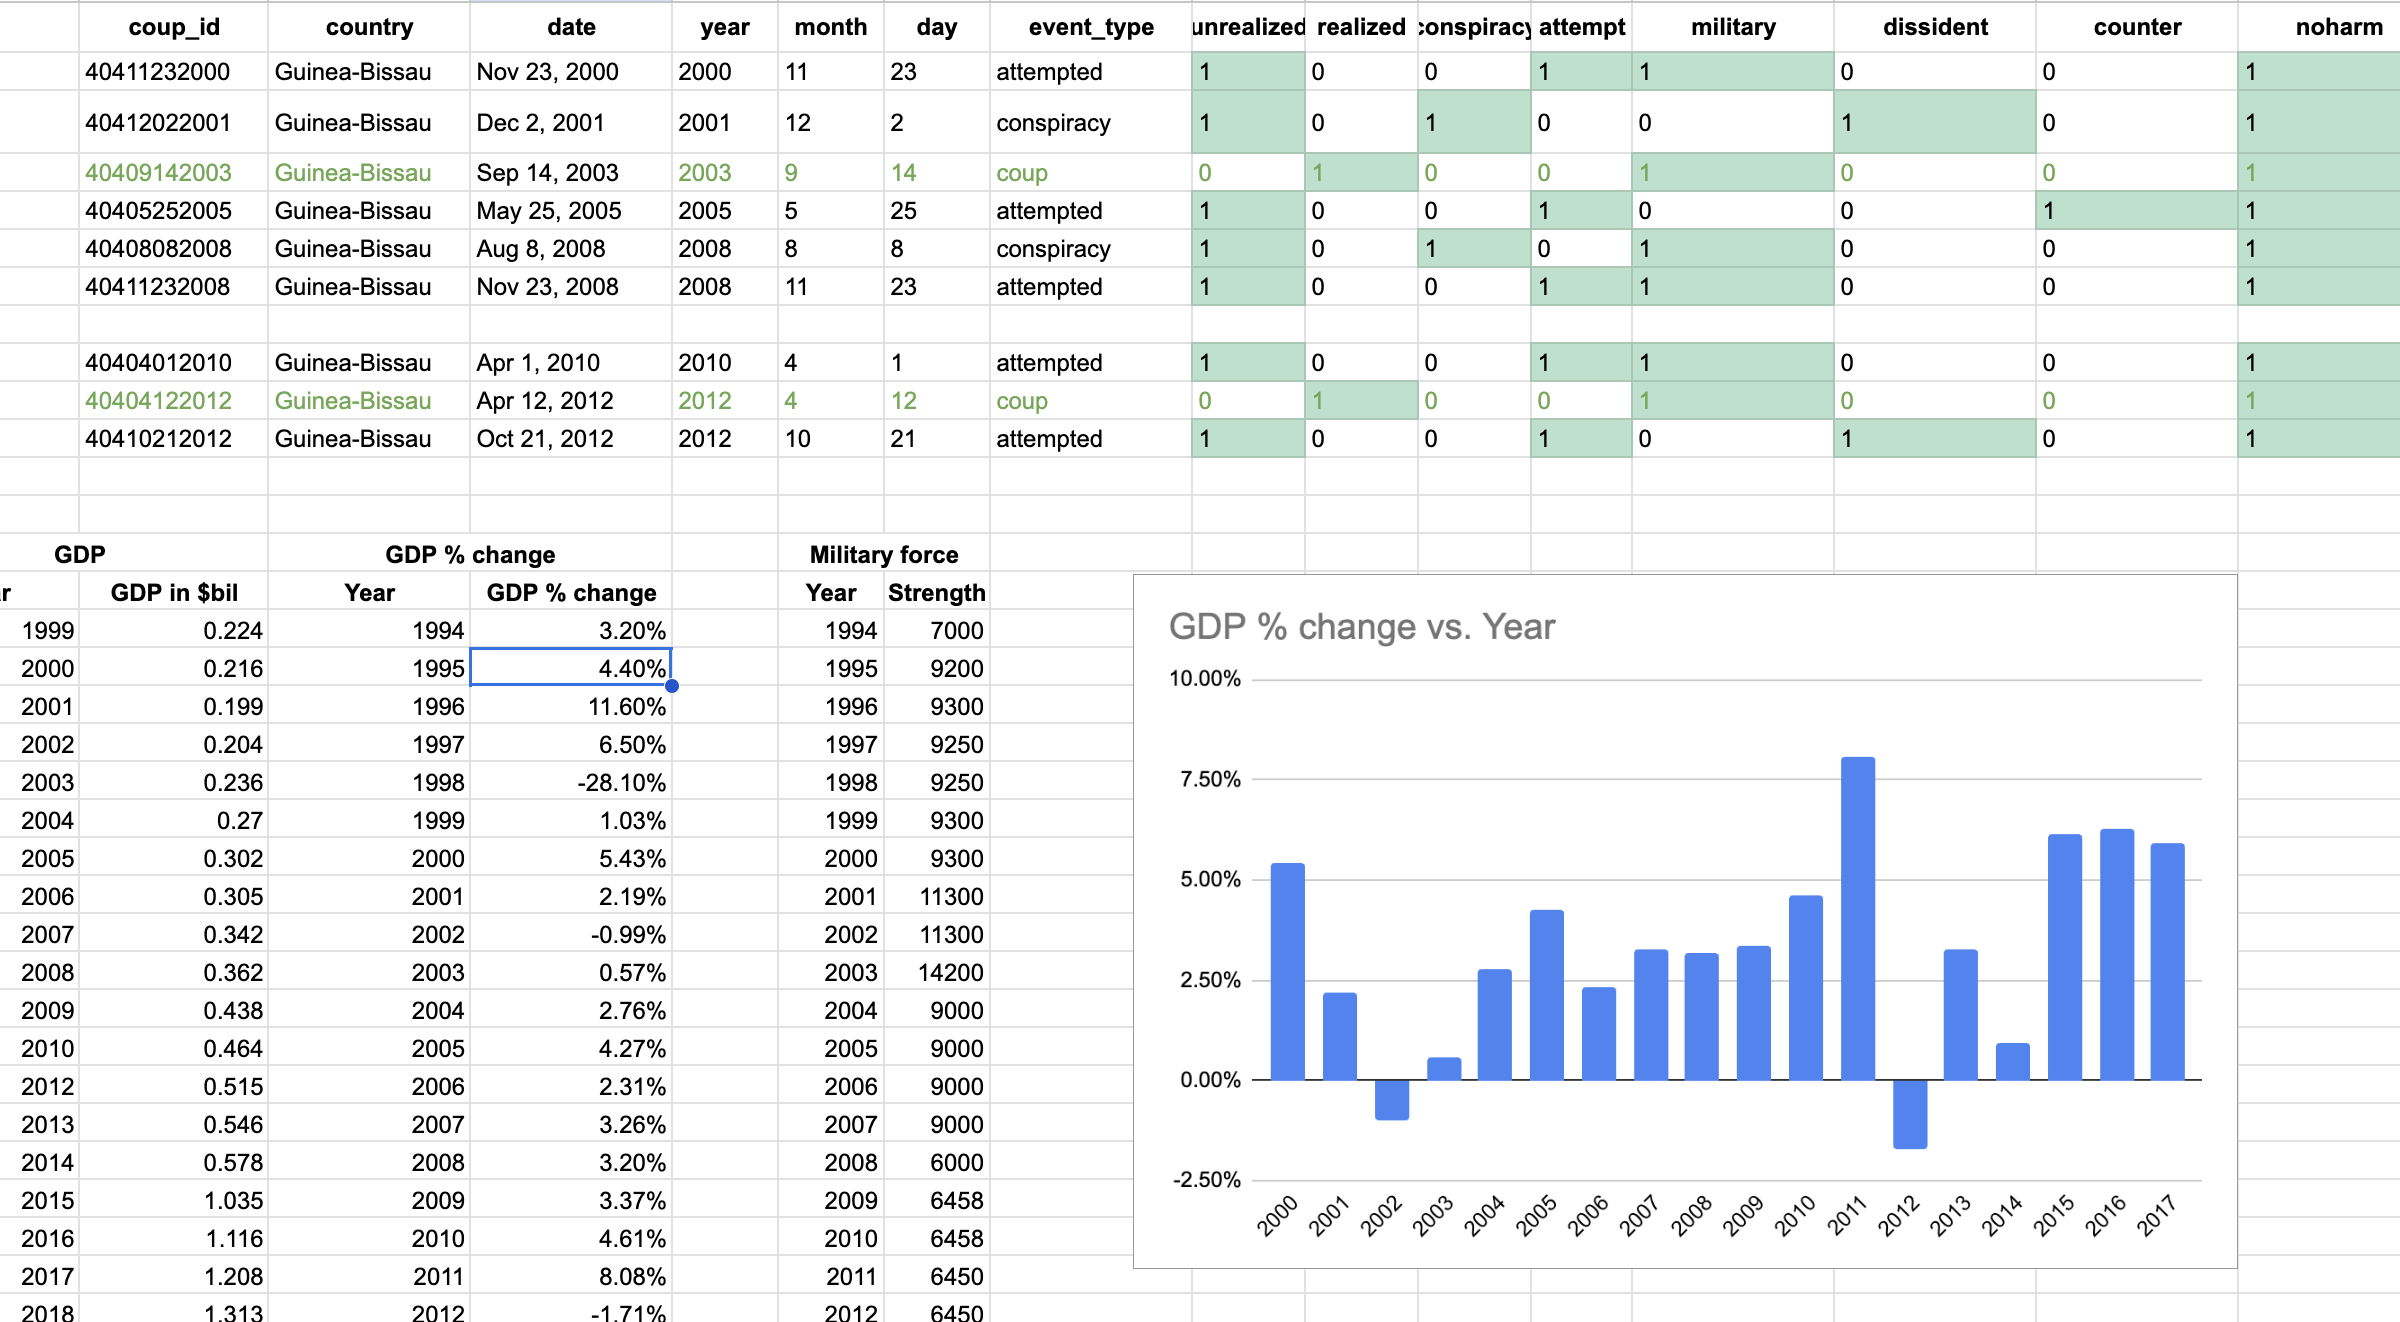 coup_id country date year month day event_type unrealized realized conspiracy attempt military dissident counter noharm
40411232000 Guinea-Bissau Nov 23, 2000 2000 11 23 attempted 1 0 0 1 1 0 0 1
40412022001 Guinea-Bissau Dec 2, 2001 2001 12 2 conspiracy 1 0 1 0 0 1 0 1
40409142003 Guinea-Bissau Sep 14, 2003 2003 9 14 coup 0 1 0 0 1 0 0 1
40405252005 Guinea-Bissau May 25, 2005 2005 5 25 attempted 1 0 0 1 0 0 1 1
40408082008 Guinea-Bissau Aug 8, 2008 2008 8 8 conspiracy 1 0 1 0 1 0 0 1
40411232008 Guinea-Bissau Nov 23, 2008 2008 11 23 attempted 1 0 0 1 1 0 0 1
40404012010 Guinea-Bissau Apr 1, 2010 2010 4 1 attempted 1 0 0 1 1 0 0 1
40404122012 Guinea-Bissau Apr 12, 2012 2012 4 12 coup 0 1 0 0 1 0 0 1
40410212012 Guinea-Bissau Oct 21, 2012 2012 10 21 attempted 1 0 0 1 0 1 0 1
GDP GDP % change Military force
r GDP in $bil Year GDP % change Year Strength
1999 0.224 1994 3.20% 1994 7000
2000 0.216 1995 4.40% 1995 9200
2001 0.199 1996 11.60% 1996 9300
2002 0.204 1997 6.50% 1997 9250
2003 0.236 1998 -28.10% 1998 9250
2004 0.27 1999 1.03% 1999 9300
2005 0.302 2000 5.43% 2000 9300
2006 0.305 2001 2.19% 2001 11300
2007 0.342 2002 -0.99% 2002 11300
2008 0.362 2003 0.57% 2003 14200
2009 0.438 2004 2.76% 2004 9000
2010 0.464 2005 4.27% 2005 9000
2012 0.515 2006 2.31% 2006 9000
2013 0.546 2007 3.26% 2007 9000
2014 0.578 2008 3.20% 2008 6000
2015 1.035 2009 3.37% 2009 6458
2016 1.116 2010 4.61% 2010 6458
2017 1.208 2011 8.08% 2011 6450
2018 1.313 2012 -1.71% 2012 6450
GDP % change vs. Year
10.00%
7.50%
5.00%
2.50%
0.00%
-2.50%
2000 2001 2002 2003 2004 2005 2006 2007 2008 2009 2010 2011 2012 2013 2014 2015 2016 2017